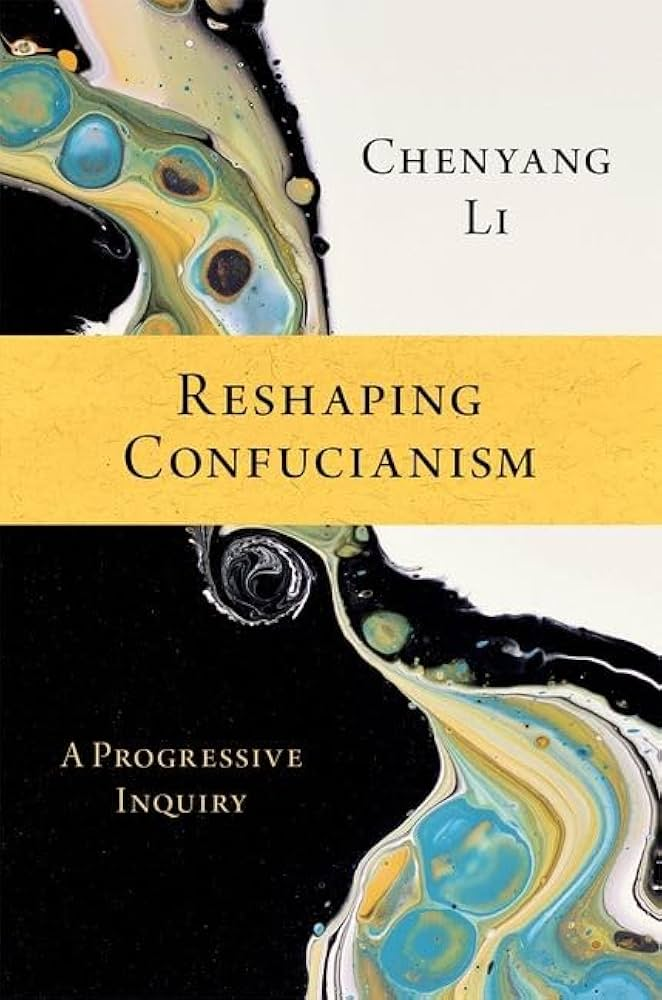 CHENYANG
LI
RESHAPING
CONFUCIANISM
A PROGRESSIVE
INQUIRY